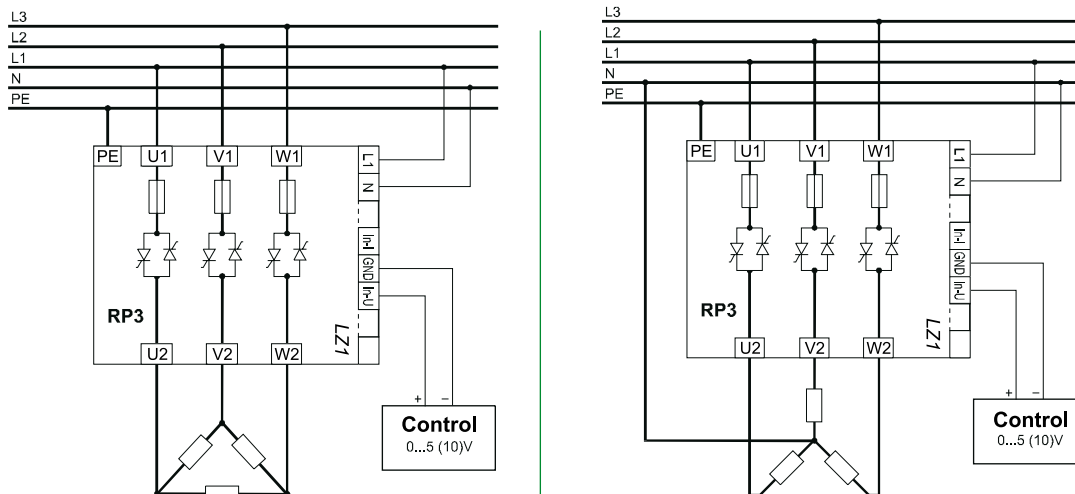 L3
L2
L1
N
PE
PE
U1
V1
W1
L1
N
In-I
GND
In-U
RP3
LZ1
U2
V2
W2
+
–
Control
0...5 (10)V
L3
L2
L1
N
PE
PE
U1
V1
W1
L1
N
In-I
GND
In-U
RP3
LZ1
U2
V2
W2
+
–
Control
0...5 (10)V